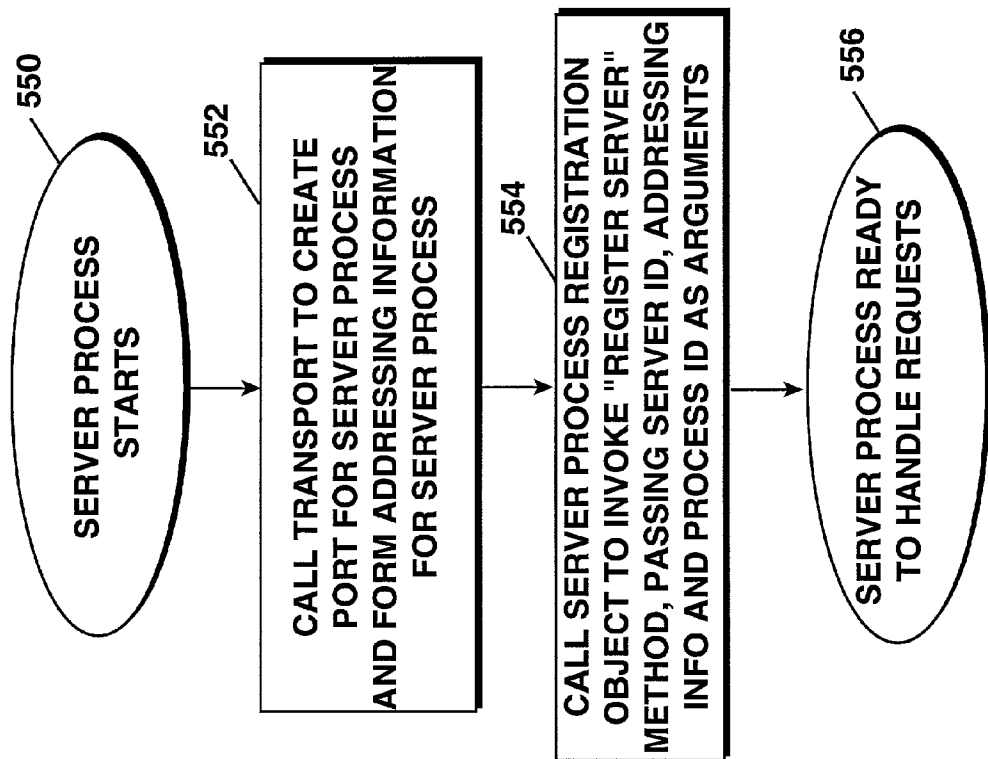 550
SERVER PROCESS
STARTS
552
CALL TRANSPORT TO CREATE
PORT FOR SERVER PROCESS
AND FORM ADDRESSING INFORMATION
FOR SERVER PROCESS
554
CALL SERVER PROCESS REGISTRATION
OBJECT TO INVOKE "REGISTER SERVER"
METHOD, PASSING SERVER ID, ADDRESSING
INFO AND PROCESS ID AS ARGUMENTS
556
SERVER PROCESS READY
TO HANDLE REQUESTS